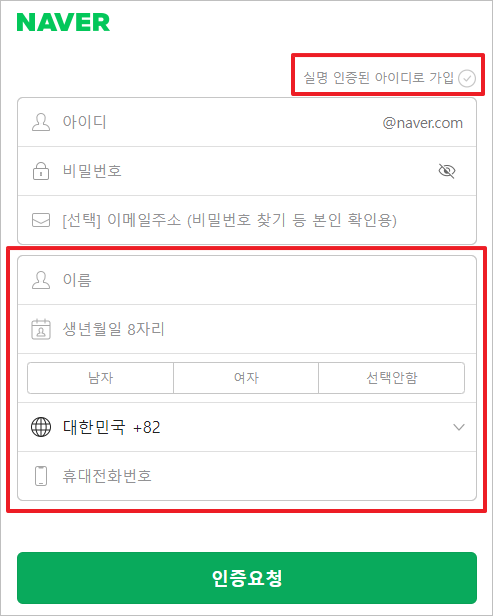 NAVER
실명 인증된 아이디로 가입
아이디 @naver.com
비밀번호
[선택] 이메일주소 (비밀번호 찾기 등 본인 확인용)
이름
생년월일 8자리
남자 여자 선택안함
대한민국 +82
휴대전화번호
인증요청